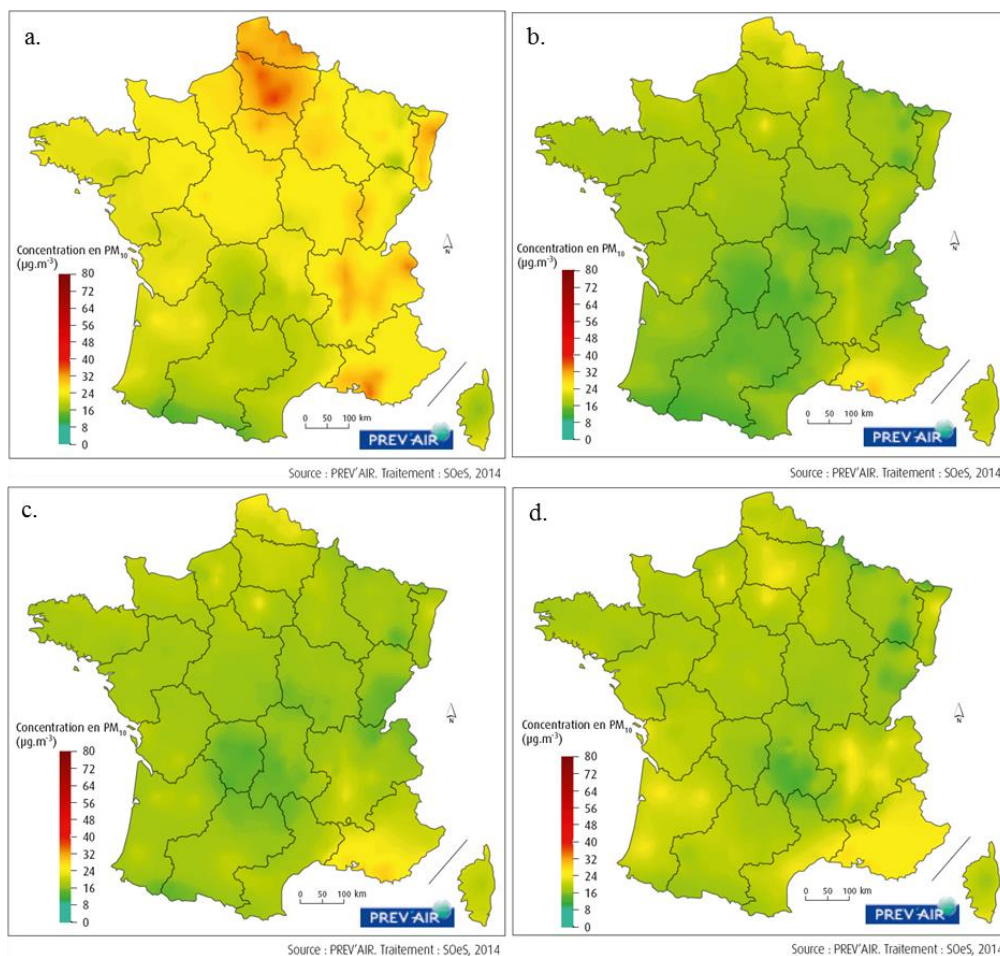 a.
Concentration en PM10
(µg.m-3)
80
72
64
56
48
40
32
24
16
8
0
N
0 50 100 km
PREV'AIR
Source : PREV'AIR. Traitement : SOeS, 2014
b.
Concentration en PM10
(µg.m-3)
80
72
64
56
48
40
32
24
16
8
0
N
0 50 100 km
PREV'AIR
Source : PREV'AIR. Traitement : SOeS, 2014
c.
Concentration en PM10
(µg.m-3)
80
72
64
56
48
40
32
24
16
8
0
N
0 50 100 km
PREV'AIR
Source : PREV'AIR. Traitement : SOeS, 2014
d.
Concentration en PM10
(µg.m-3)
80
72
64
56
48
40
32
24
16
8
0
N
0 50 100 km
PREV'AIR
Source : PREV'AIR. Traitement : SOeS, 2014